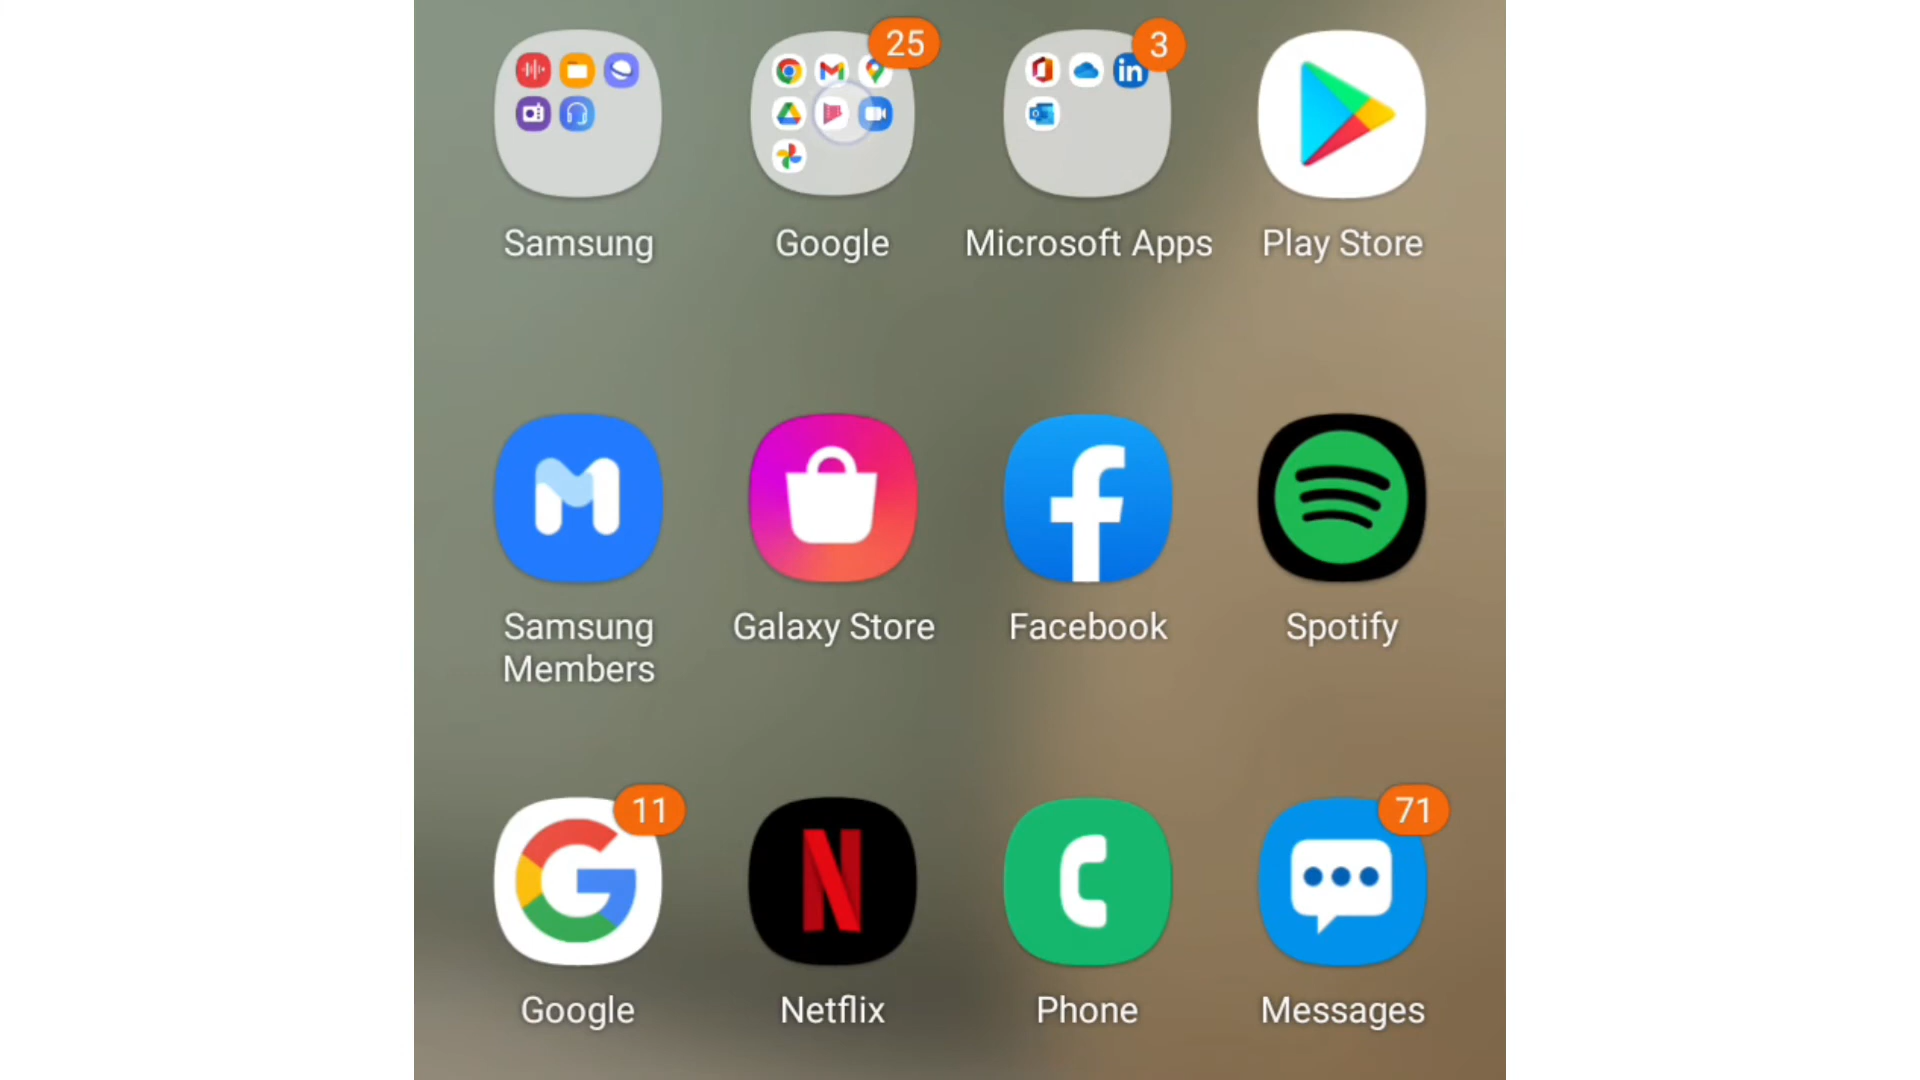 25
3
Samsung
Google
Microsoft Apps
Play Store
Samsung
Members
Galaxy Store
Facebook
Spotify
11
71
Google
Netflix
Phone
Messages